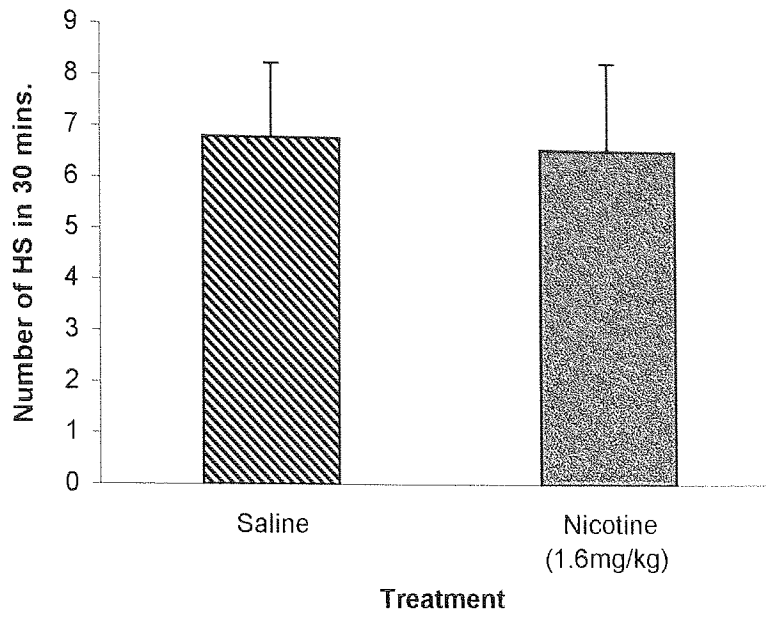 Number of HS in 30 mins.
9
8
7
6
5
4
3
2
1
0
Saline
Nicotine
(1.6mg/kg)
Treatment